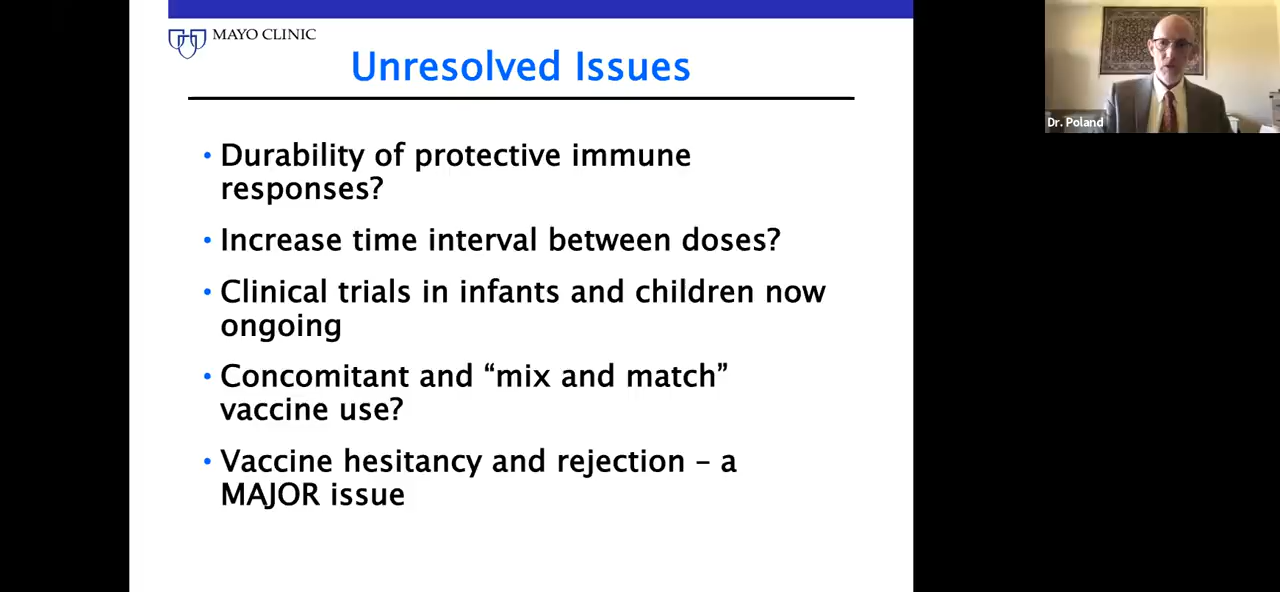 MAYO CLINIC
Unresolved Issues
• Durability of protective immune
responses?
• Increase time interval between doses?
• Clinical trials in infants and children now
ongoing
• Concomitant and “mix and match”
vaccine use?
• Vaccine hesitancy and rejection – a
MAJOR issue
Dr. Poland